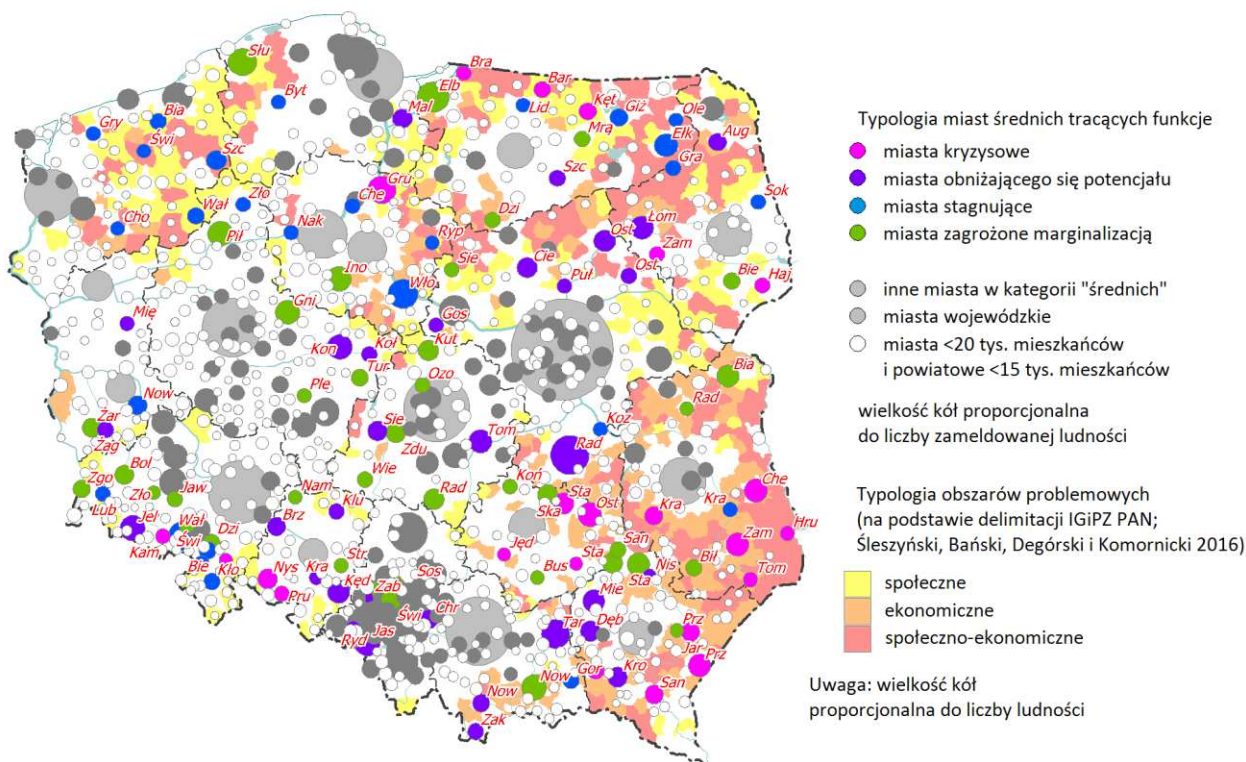 Słu
Bra
Byt
Elb
Bar
Mal
Lid
Kęt
Giż
Ole
Bia
Gry
Mrą
Świ
Ełk
Aug
Szc
Gra
Gru
Szc
Zło
Che
Sok
Wał
Cho
Nak
Dzi
Łom
Pił
Ryp
Ost
Zam
Sie
Cie
Ino
Bie
Haj
Puł
Ost
Wło
Gni
Mię
Gos
Kon
Koł
Kut
Tur
Ozo
Bia
Ple
Rad
Now
Żar
Sie
Koz
Żag
Zdu
Tom
Rad
Bol
Wie
Zgo
Zło
Jaw
Nam
Rad
Koń
Sta
Che
Lub
Klu
Ska
Ost
Kra
Kra
Jel
Wał
Dzi
Brz
Hru
Świ
Kam
Jęd
San
Zam
Kło
Str
Sta
Bie
Nys
Kra
Kęd
Sos
Bus
Nis
Bił
Tom
Pru
Zab
Sta
Świ
Chr
Mie
Ryd
Jas
Tar
Dęb
Prz
Jar
Prz
Now
Gor
Kro
Now
San
Zak
Typologia miast średnich tracących funkcje
miasta kryzysowe
miasta obniżającego się potencjału
miasta stagnujące
miasta zagrożone marginalizacją
inne miasta w kategorii "średnich"
miasta wojewódzkie
miasta <20 tys. mieszkańców
i powiatowe <15 tys. mieszkańców
wielkość kół proporcjonalna
do liczby zameldowanej ludności
Typologia obszarów problemowych
(na podstawie delimitacji IGiPZ PAN;
Śleszyński, Bański, Degórski i Komornicki 2016)
społeczne
ekonomiczne
społeczno-ekonomiczne
Uwaga: wielkość kół
proporcjonalna do liczby ludności